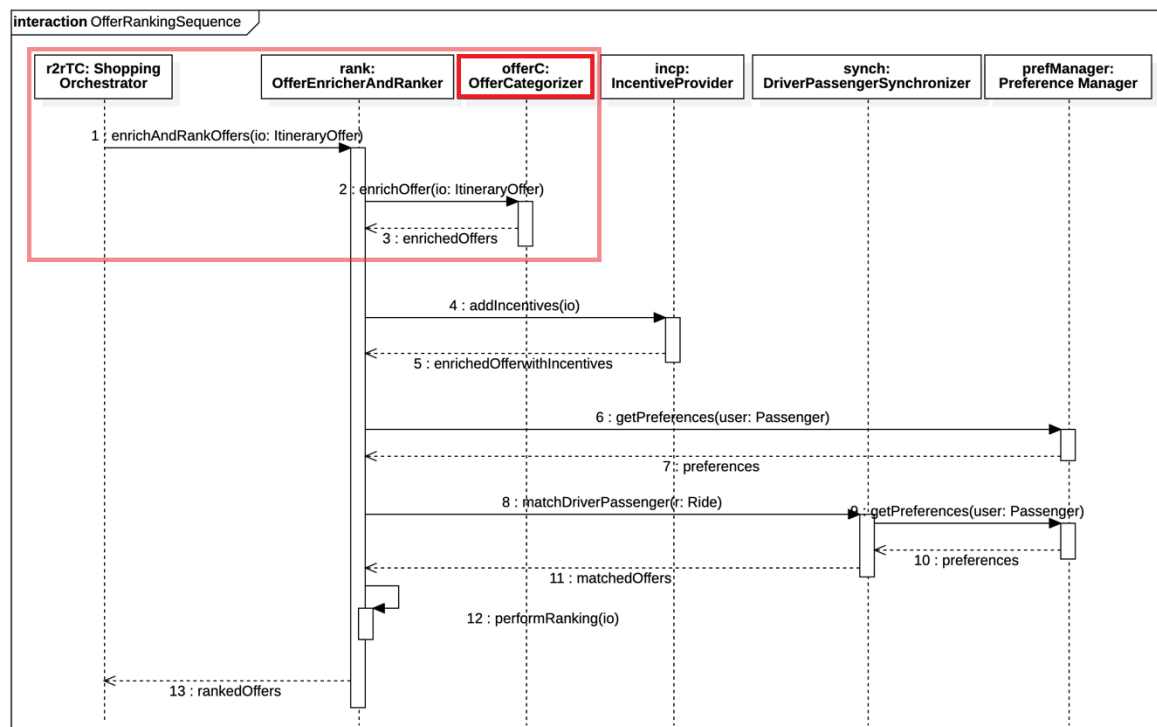 interaction OfferRankingSequence
r2rTC: Shopping
Orchestrator
rank:
OfferEnricherAndRanker
offerC:
OfferCategorizer
incp:
IncentiveProvider
synch:
DriverPassengerSynchronizer
prefManager:
Preference Manager
1 : enrichAndRankOffers(io: ItineraryOffer)
2 : enrichOffer(io: ItineraryOffer)
3 : enrichedOffers
4 : addIncentives(io)
5 : enrichedOfferwithIncentives
6 : getPreferences(user: Passenger)
7 : preferences
8 : matchDriverPassenger(r: Ride)
9 : getPreferences(user: Passenger)
10 : preferences
11 : matchedOffers
12 : performRanking(io)
13 : rankedOffers